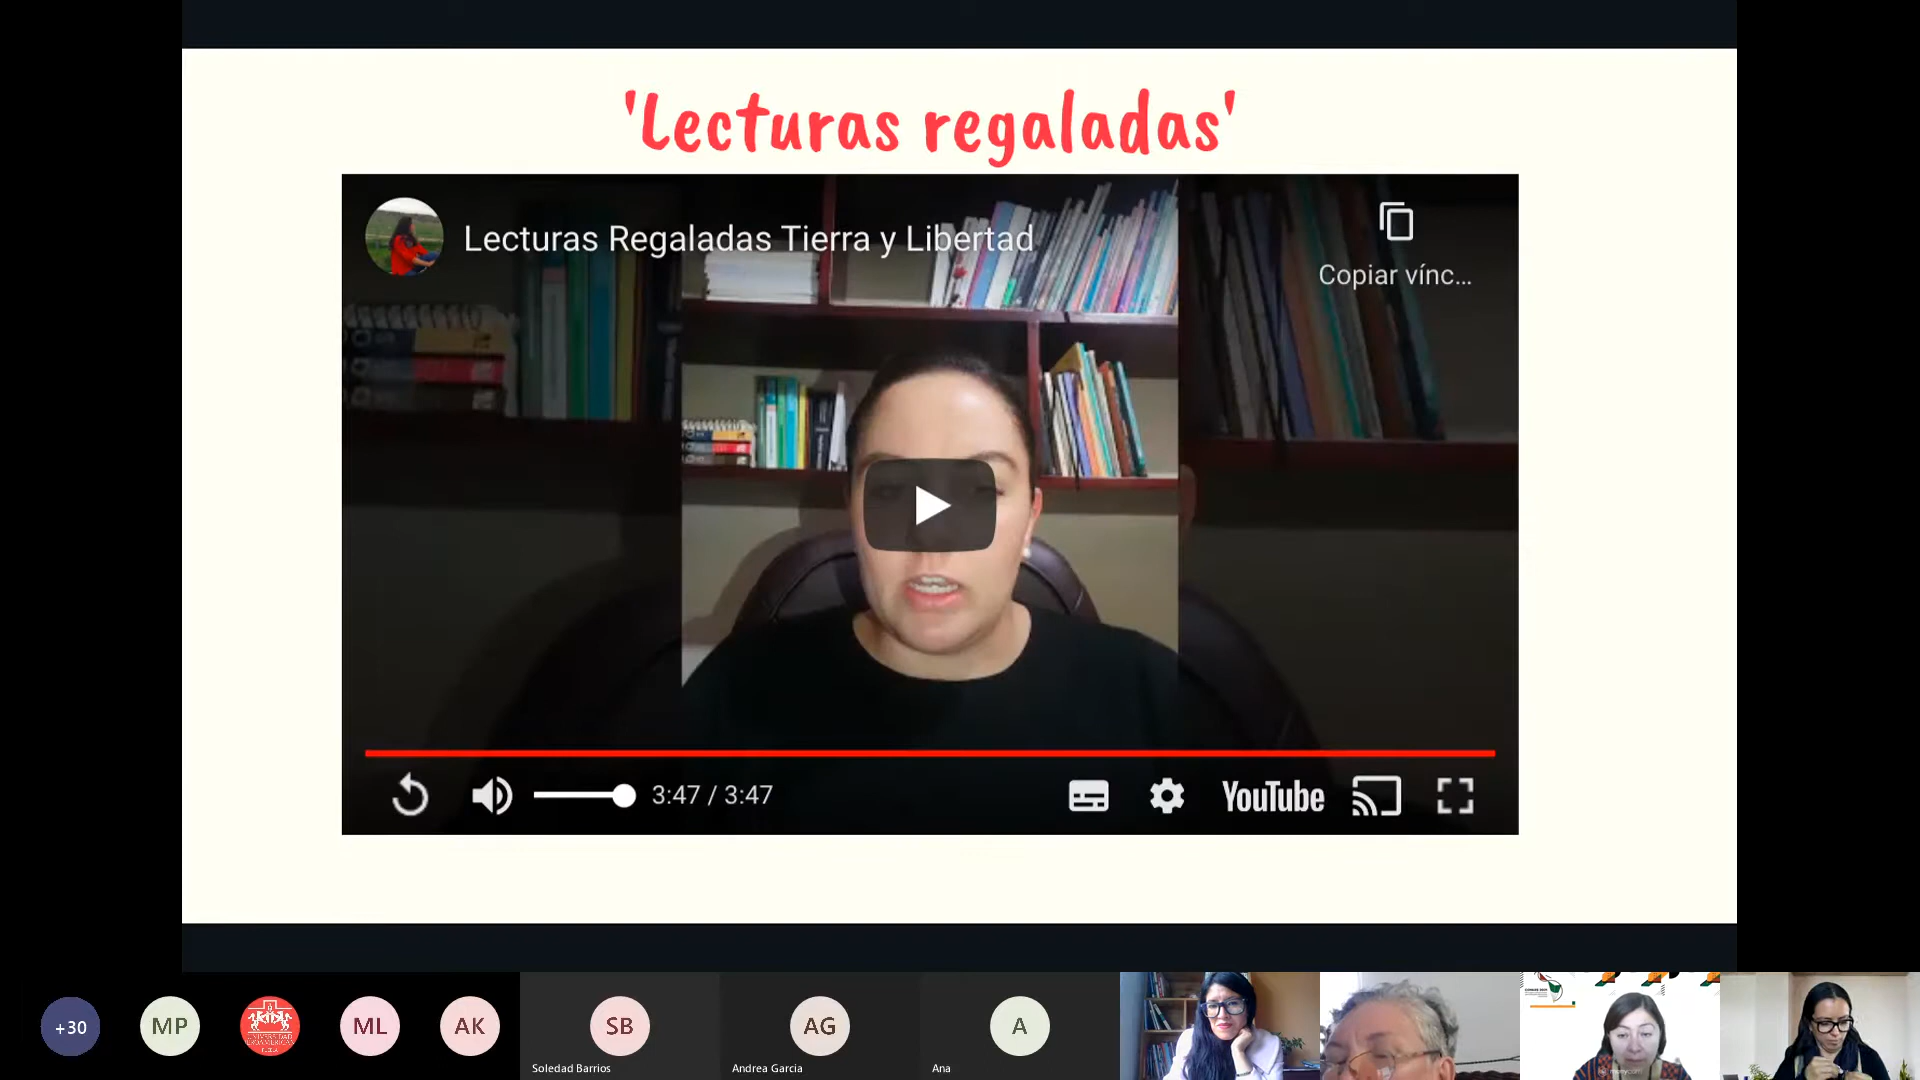 'Lecturas regaladas'
Lecturas Regaladas Tierra y Libertad
Copiar vínc...
3:47 / 3:47
YouTube
+30
MP
ML
AK
SB
AG
A
Soledad Barrios
Andrea Garcia
Ana